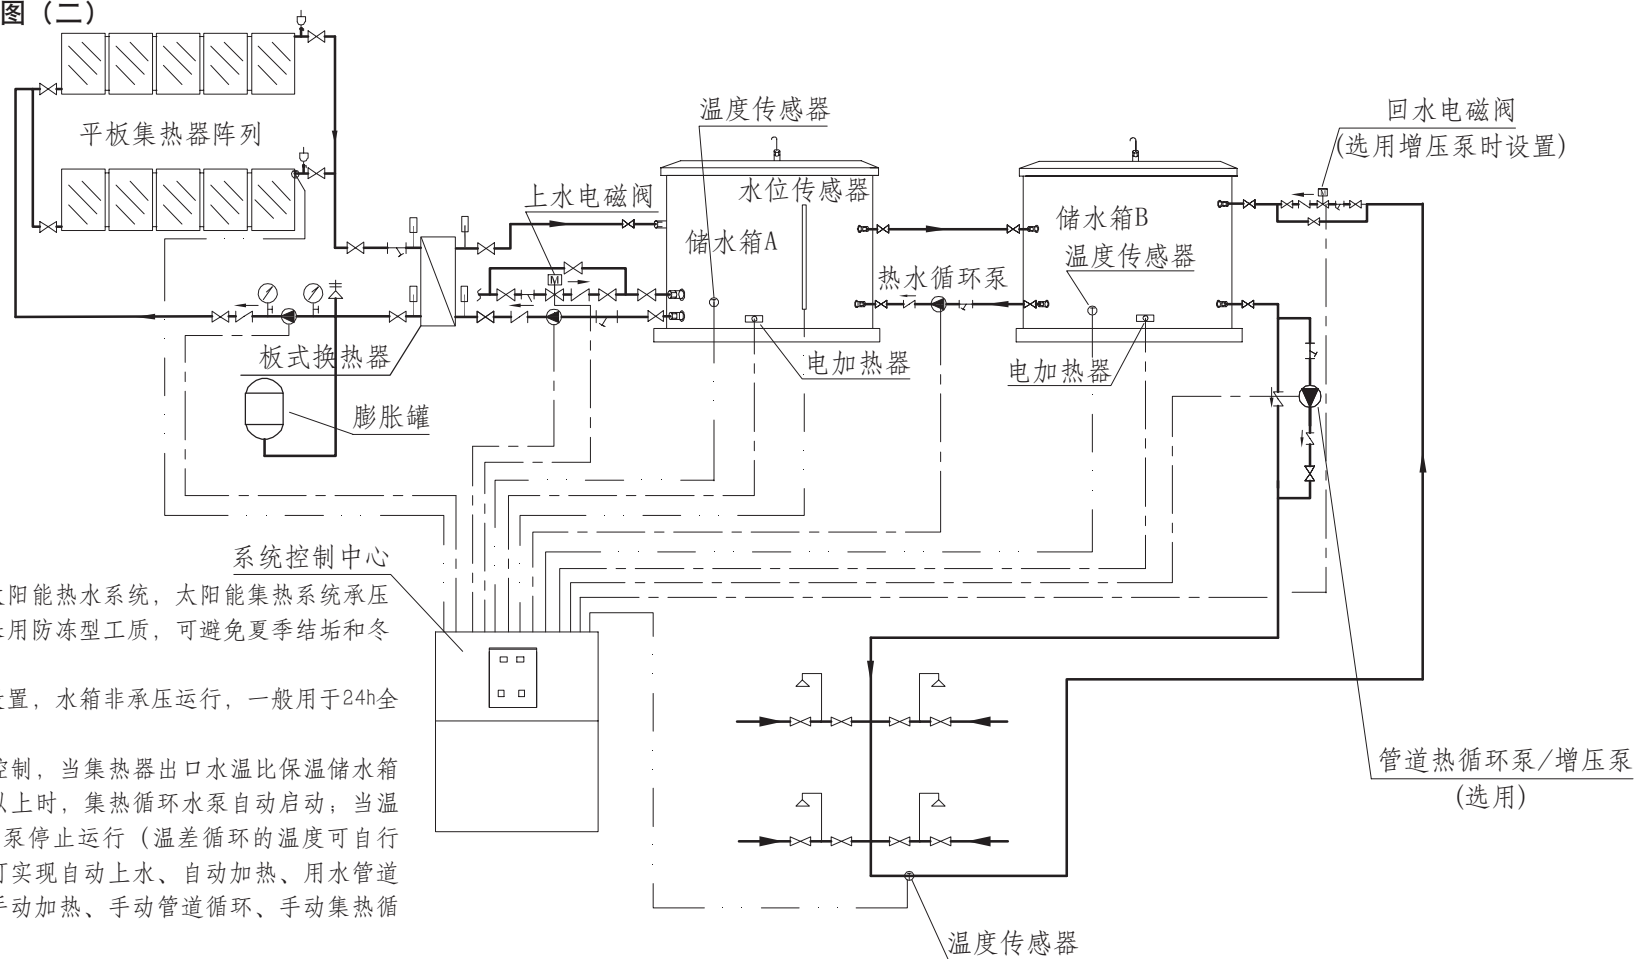 图（二）
平板集热器阵列
温度传感器
回水电磁阀
(选用增压泵时设置)
上水电磁阀
水位传感器
储水箱A
储水箱B
温度传感器
热水循环泵
M
板式换热器
电加热器
电加热器
膨胀罐
系统控制中心
太阳能热水系统，太阳能集热系统承压
采用防冻型工质，可避免夏季结垢和冬
设置，水箱非承压运行，一般用于24h全
控制，当集热器出口水温比保温储水箱
以上时，集热循环水泵自动启动；当温
泵停止运行（温差循环的温度可自行
可实现自动上水、自动加热、用水管道
手动加热、手动管道循环、手动集热循
管道热循环泵/增压泵
(选用)
温度传感器